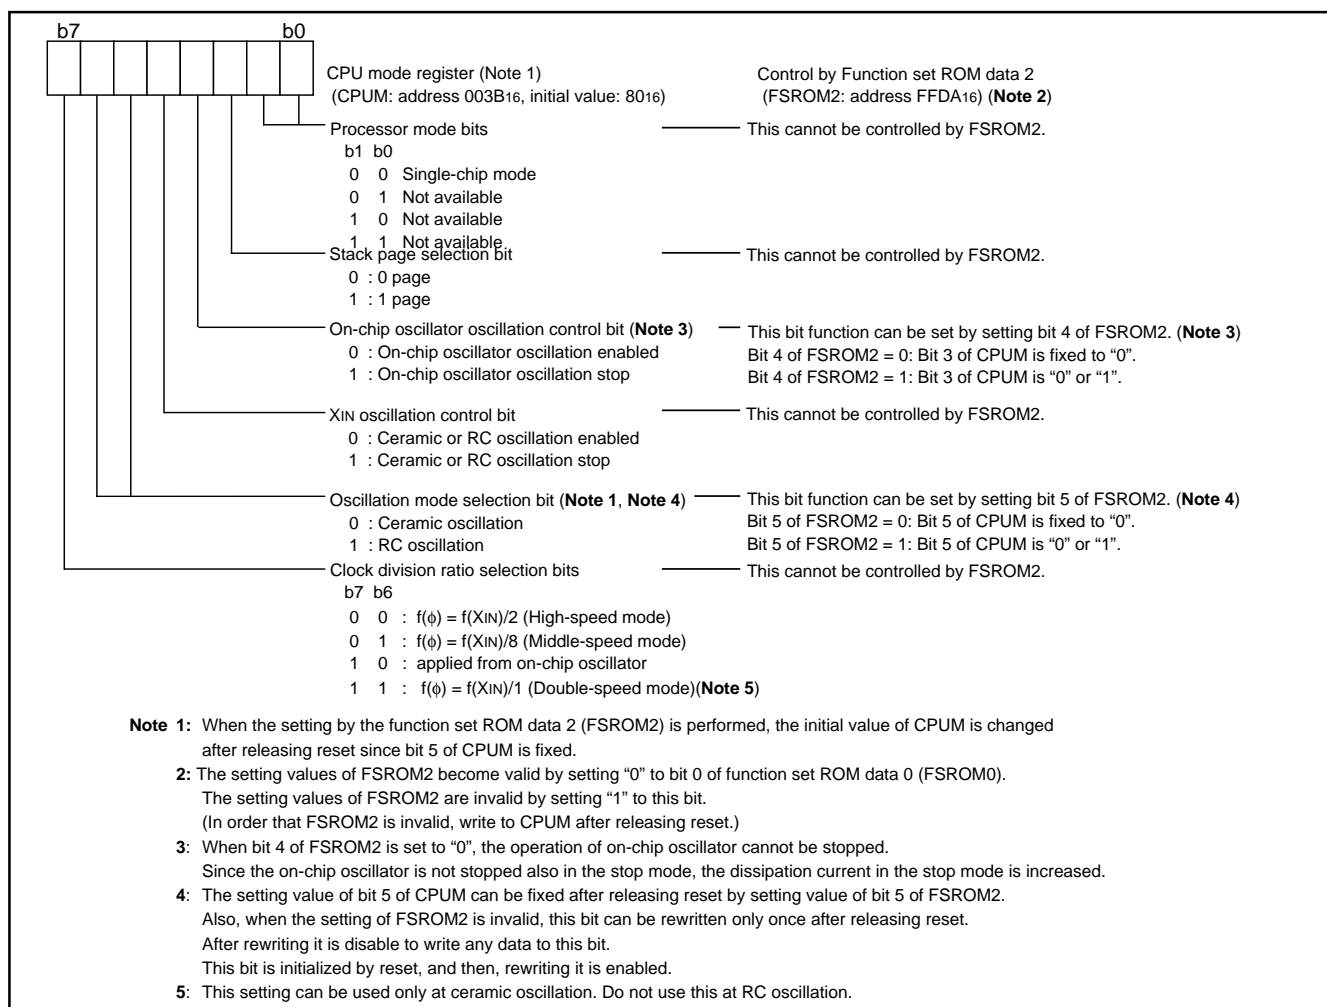 b7 b0
CPU mode register (Note 1) Control by Function set ROM data 2
(CPUM: address 003B16, initial value: 8016) (FSROM2: address FFDA16) (Note 2)
Processor mode bits This cannot be controlled by FSROM2.
b1 b0
0 0 Single-chip mode
0 1 Not available
1 0 Not available
1 1 Not available
Stack page selection bit This cannot be controlled by FSROM2.
0 : 0 page
1 : 1 page
On-chip oscillator oscillation control bit (Note 3) This bit function can be set by setting bit 4 of FSROM2. (Note 3)
0 : On-chip oscillator oscillation enabled Bit 4 of FSROM2 = 0: Bit 3 of CPUM is fixed to “0”.
1 : On-chip oscillator oscillation stop Bit 4 of FSROM2 = 1: Bit 3 of CPUM is “0” or “1”.
XIN oscillation control bit This cannot be controlled by FSROM2.
0 : Ceramic or RC oscillation enabled
1 : Ceramic or RC oscillation stop
Oscillation mode selection bit (Note 1, Note 4) This bit function can be set by setting bit 5 of FSROM2. (Note 4)
0 : Ceramic oscillation Bit 5 of FSROM2 = 0: Bit 5 of CPUM is fixed to “0”.
1 : RC oscillation Bit 5 of FSROM2 = 1: Bit 5 of CPUM is “0” or “1”.
Clock division ratio selection bits This cannot be controlled by FSROM2.
b7 b6
0 0 : f(φ) = f(XIN)/2 (High-speed mode)
0 1 : f(φ) = f(XIN)/8 (Middle-speed mode)
1 0 : applied from on-chip oscillator
1 1 : f(φ) = f(XIN)/1 (Double-speed mode)(Note 5)
Note 1: When the setting by the function set ROM data 2 (FSROM2) is performed, the initial value of CPUM is changed
after releasing reset since bit 5 of CPUM is fixed.
2: The setting values of FSROM2 become valid by setting “0” to bit 0 of function set ROM data 0 (FSROM0).
The setting values of FSROM2 are invalid by setting “1” to this bit.
(In order that FSROM2 is invalid, write to CPUM after releasing reset.)
3: When bit 4 of FSROM2 is set to “0”, the operation of on-chip oscillator cannot be stopped.
Since the on-chip oscillator is not stopped also in the stop mode, the dissipation current in the stop mode is increased.
4: The setting value of bit 5 of CPUM can be fixed after releasing reset by setting value of bit 5 of FSROM2.
Also, when the setting of FSROM2 is invalid, this bit can be rewritten only once after releasing reset.
After rewriting it is disable to write any data to this bit.
This bit is initialized by reset, and then, rewriting it is enabled.
5: This setting can be used only at ceramic oscillation. Do not use this at RC oscillation.